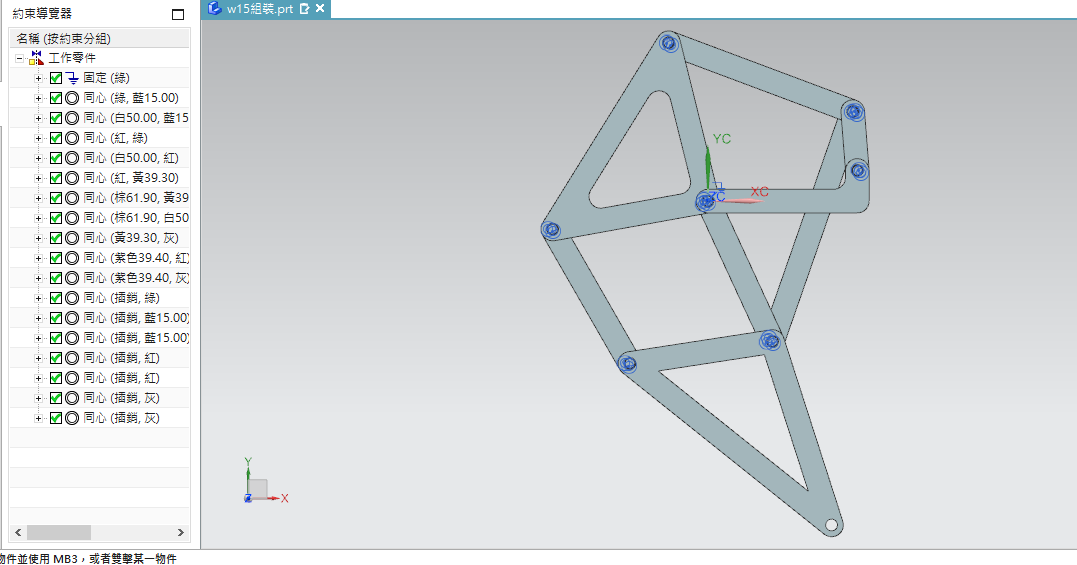 約束導覽器
w15組裝.prt
名稱 (按約束分組)
工作零件
固定 (綠)
同心 (綠, 藍15.00)
同心 (白50.00, 藍15
同心 (紅, 綠)
同心 (白50.00, 紅)
同心 (紅, 黃39.30)
同心 (棕61.90, 黃39
同心 (棕61.90, 白50
同心 (黃39.30, 灰)
同心 (紫色39.40, 紅)
同心 (紫色39.40, 灰)
同心 (插銷, 綠)
同心 (插銷, 藍15.00)
同心 (插銷, 藍15.00)
同心 (插銷, 紅)
同心 (插銷, 紅)
同心 (插銷, 灰)
同心 (插銷, 灰)
YC
XC
ZC
Y
Z
X
物件並使用 MB3，或者雙擊某一物件